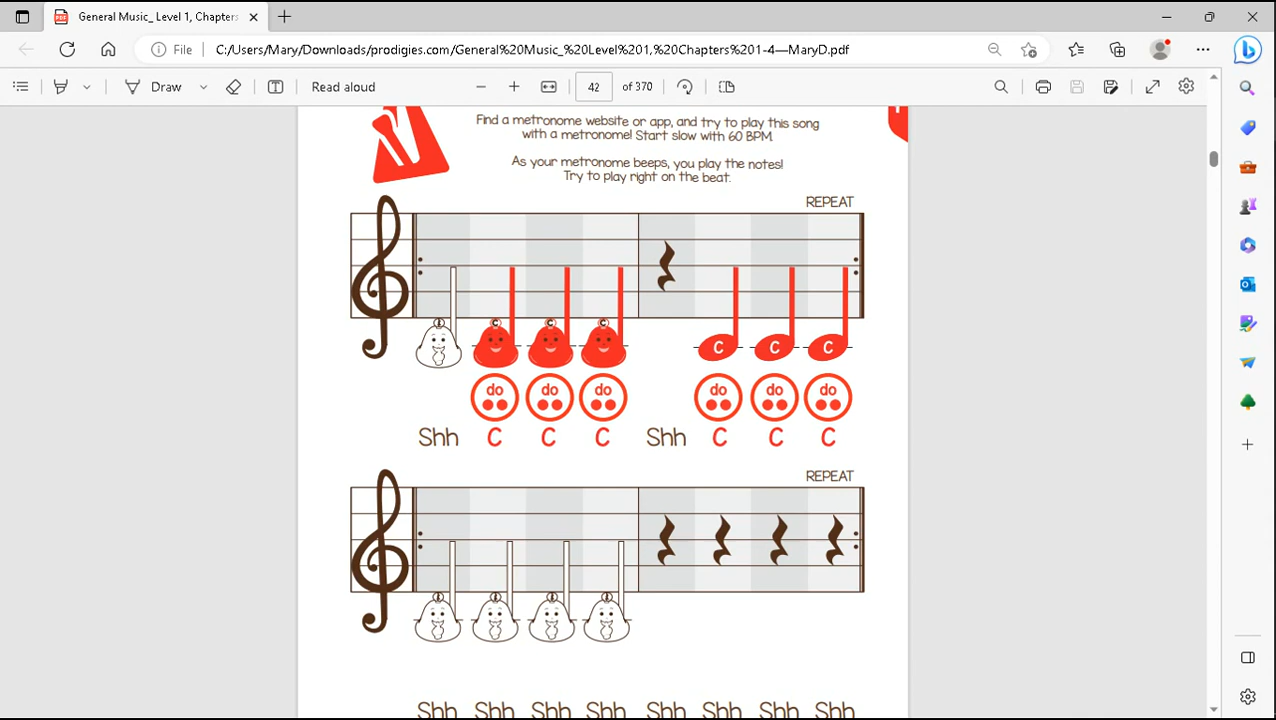 General Music_ Level 1, Chapters
File C:/Users/Mary/Downloads/prodigies.com/General%20Music_%20Level%201,%20Chapters%201-4—MaryD.pdf
Draw Read aloud 42 of 370
Find a metronome website or app, and try to play this song
with a metronome! Start slow with 60 BPM.
As your metronome beeps, you play the notes!
Try to play right on the beat.
REPEAT
C C C C C C
do do do do do do
Shh C C C Shh C C C
REPEAT
Shh Shh Shh Shh Shh Shh Shh Shh